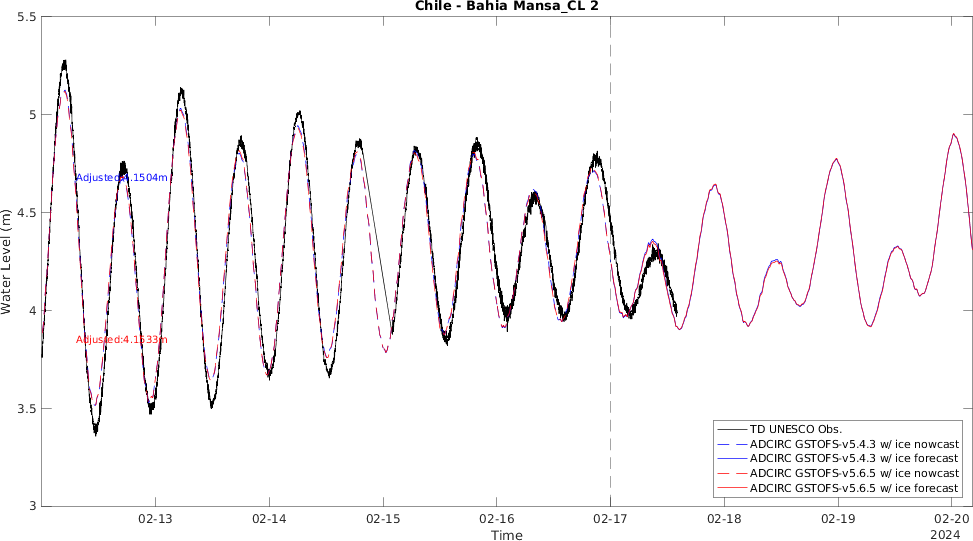 Chile - Bahia Mansa_CL 2
5.5
5
4.5
4
3.5
3
Water Level (m)
Adjusted:4.1504m
Adjusted:4.1533m
TD UNESCO Obs.
ADCIRC GSTOFS-v5.4.3 w/ ice nowcast
ADCIRC GSTOFS-v5.4.3 w/ ice forecast
ADCIRC GSTOFS-v5.6.5 w/ ice nowcast
ADCIRC GSTOFS-v5.6.5 w/ ice forecast
02-13 02-14 02-15 02-16 02-17 02-18 02-19 02-20
Time
2024